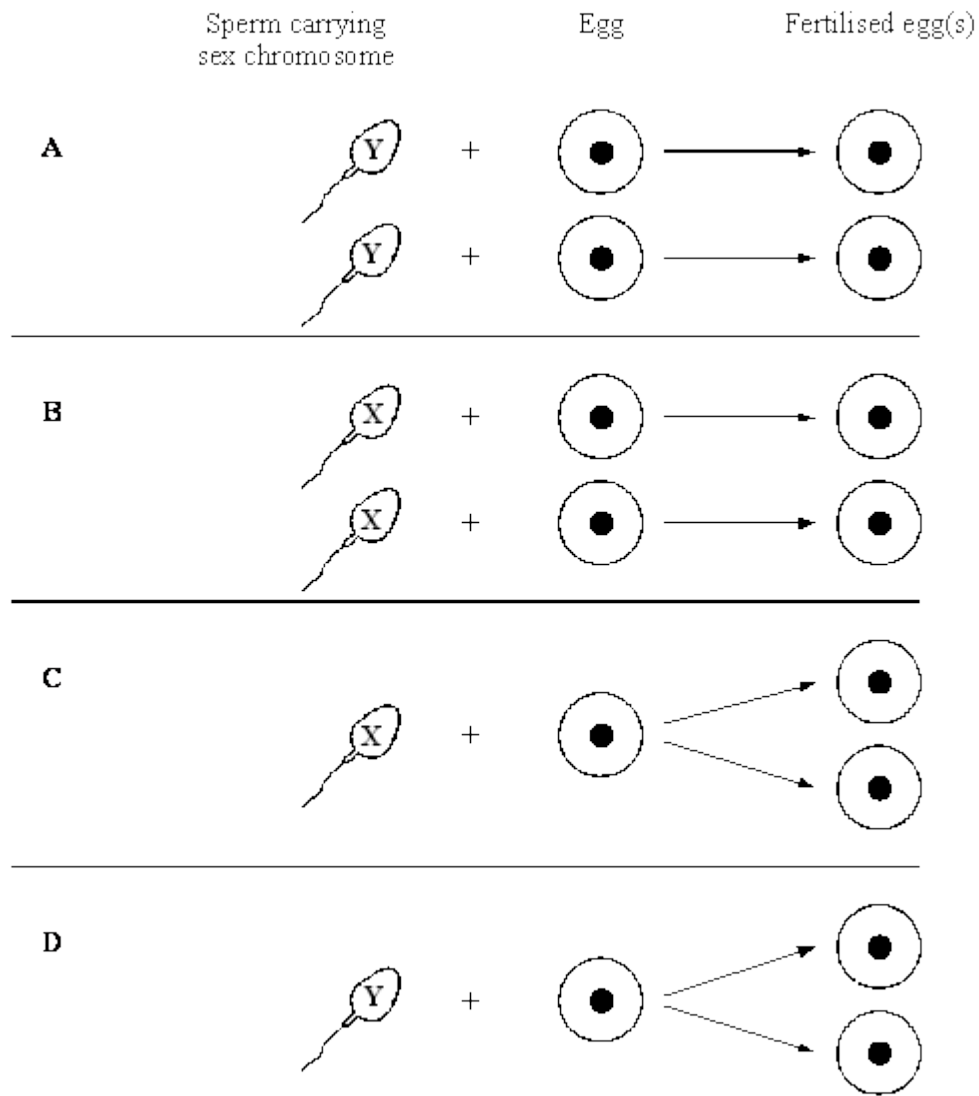 Sperm carrying
sex chromosome
Egg
Fertilised egg(s)
A
Y
+
Y
+
B
X
+
X
+
C
X
+
D
Y
+